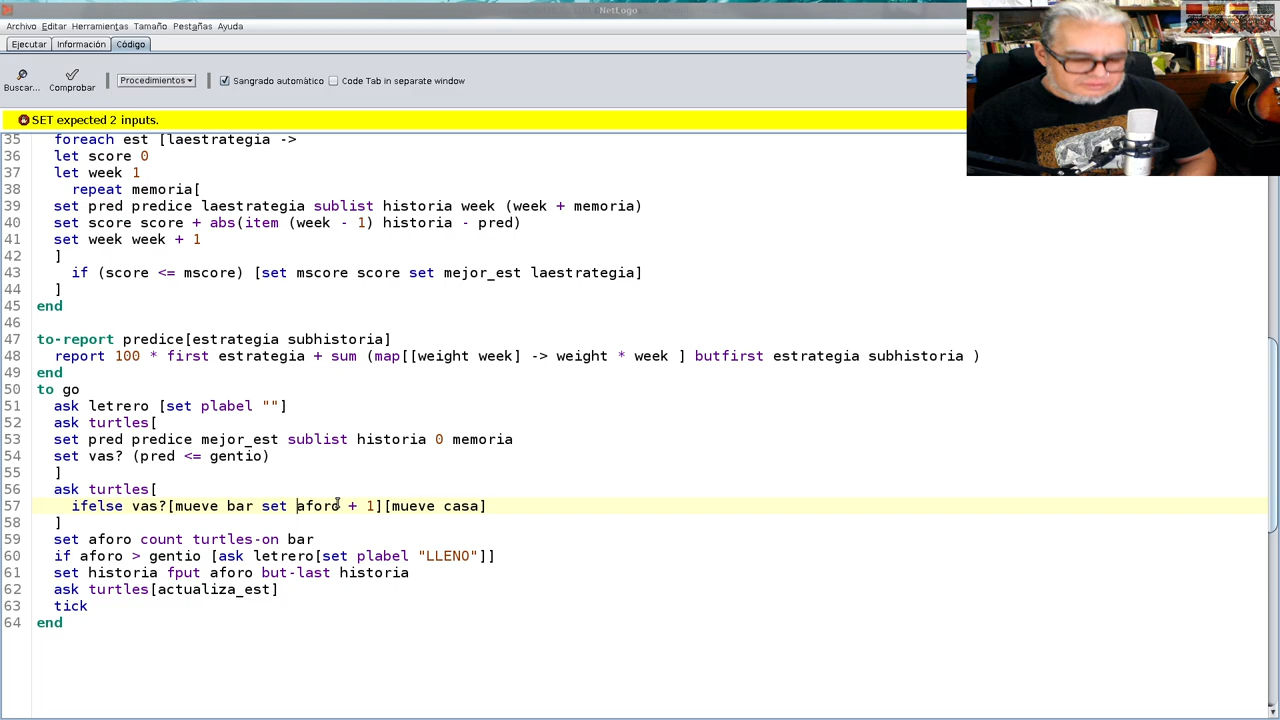 NetLogo
Archivo Editar Herramientas Tamaño Pestañas Ayuda
Ejecutar Información Código
Buscar... Comprobar Procedimientos Sangrado automático Code Tab in separate window
SET expected 2 inputs.
35 foreach est [laestrategia ->
36 let score 0
37 let week 1
38 repeat memoria[
39 set pred predice laestrategia sublist historia week (week + memoria)
40 set score score + abs(item (week - 1) historia - pred)
41 set week week + 1
42 ]
43 if (score <= mscore) [set mscore score set mejor_est laestrategia]
44 ]
45 end
46
47 to-report predice[estrategia subhistoria]
48 report 100 * first estrategia + sum (map[[weight week] -> weight * week ] butfirst estrategia subhistoria )
49 end
50 to go
51 ask letrero [set plabel ""]
52 ask turtles[
53 set pred predice mejor_est sublist historia 0 memoria
54 set vas? (pred <= gentio)
55 ]
56 ask turtles[
57 ifelse vas?[mueve bar set aforo + 1][mueve casa]
58 ]
59 set aforo count turtles-on bar
60 if aforo > gentio [ask letrero[set plabel "LLENO"]]
61 set historia fput aforo but-last historia
62 ask turtles[actualiza_est]
63 tick
64 end